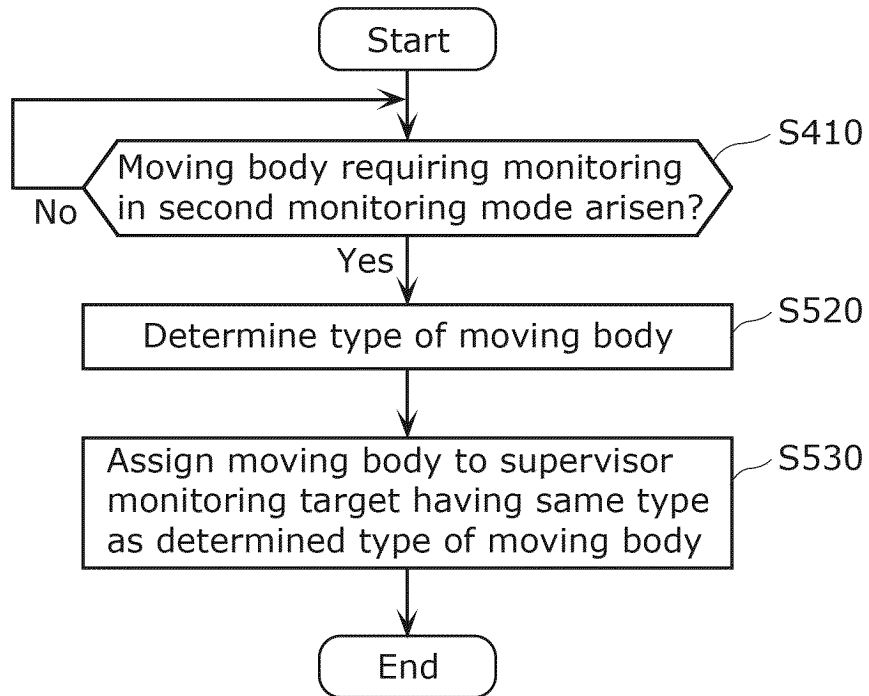 Start
S410
Moving body requiring monitoring
in second monitoring mode arisen?
No
Yes
S520
Determine type of moving body
S530
Assign moving body to supervisor
monitoring target having same type
as determined type of moving body
End